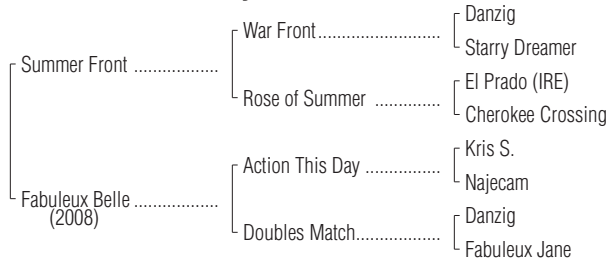 Danzig
War Front....................
Starry Dreamer
Summer Front ..................
El Prado (IRE)
Rose of Summer ..............
Cherokee Crossing
Kris S.
Action This Day ................
Najecam
Fabuleux Belle ..................
(2008)
Danzig
Doubles Match..................
Fabuleux Jane